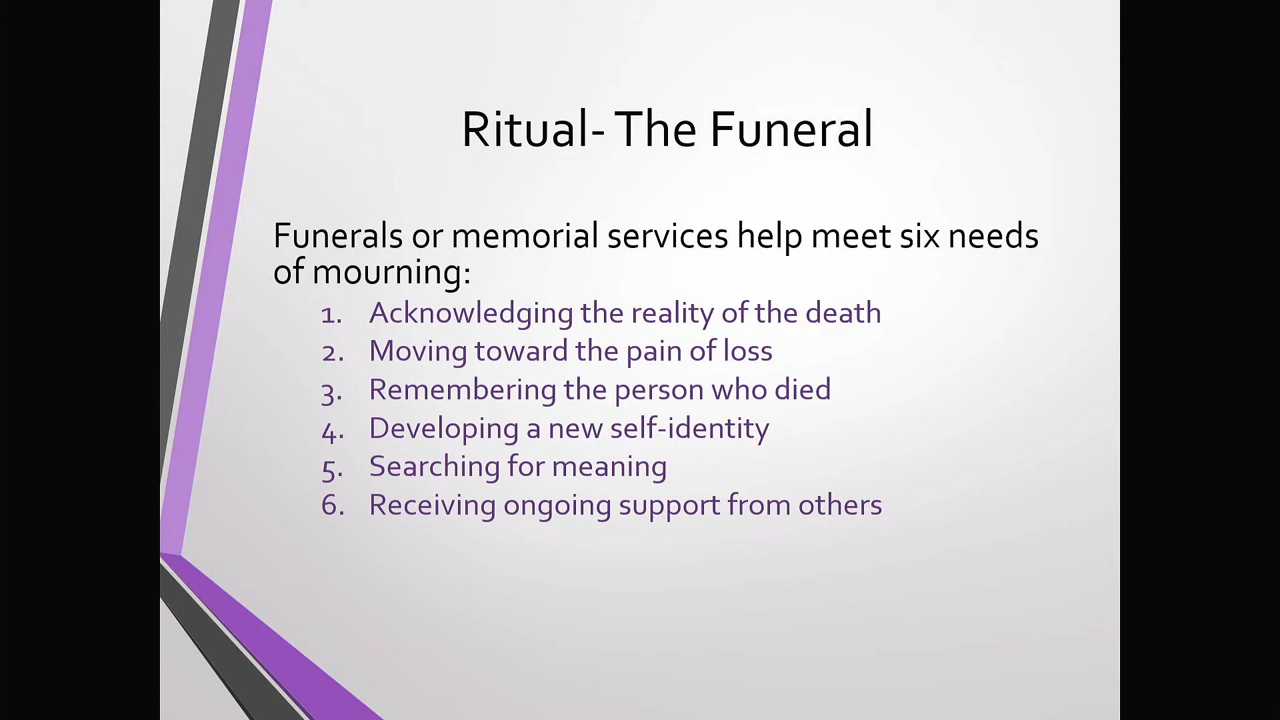 Ritual- The Funeral
Funerals or memorial services help meet six needs
of mourning:
1. Acknowledging the reality of the death
2. Moving toward the pain of loss
3. Remembering the person who died
4. Developing a new self-identity
5. Searching for meaning
6. Receiving ongoing support from others